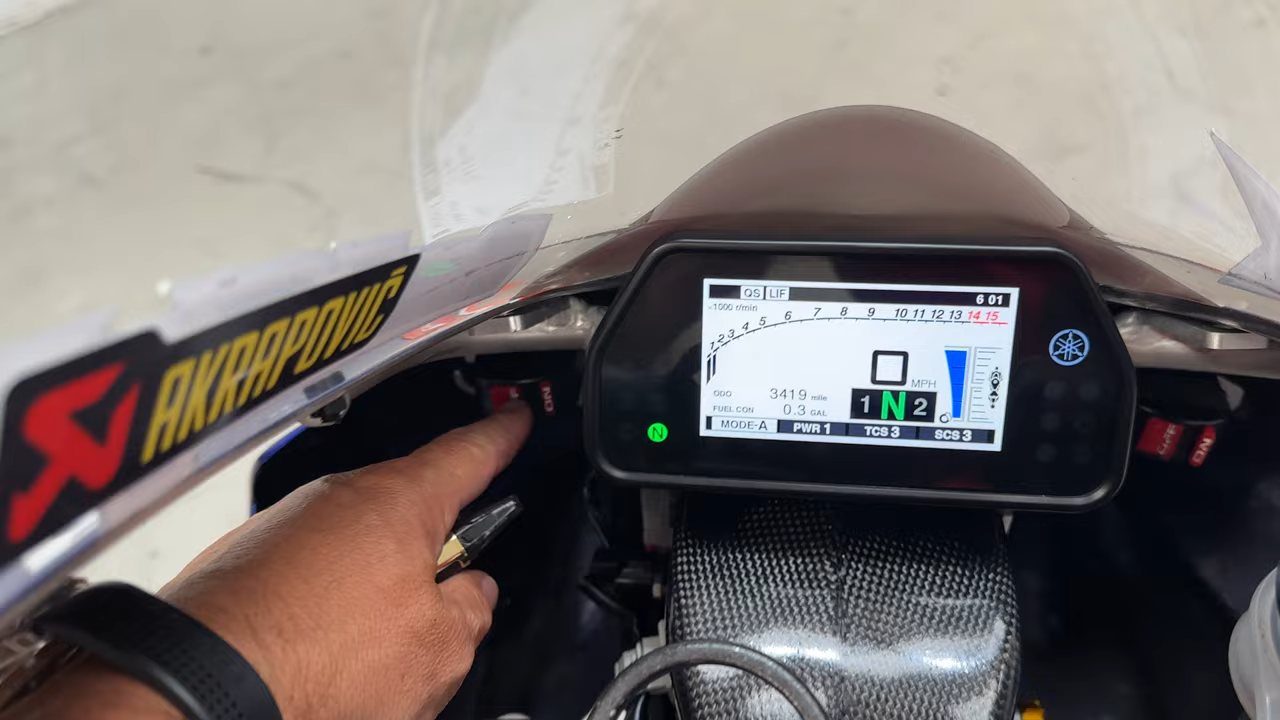 AKRAPOVIČ
QS LIF
6 01
×1000 r/min
1 2 3 4 5 6 7 8 9 10 11 12 13 14 15
0 MPH
ODO 3419 mile
FUEL CON 0.3 GAL
1 N 2
MODE-A PWR 1 TCS 3 SCS 3
N